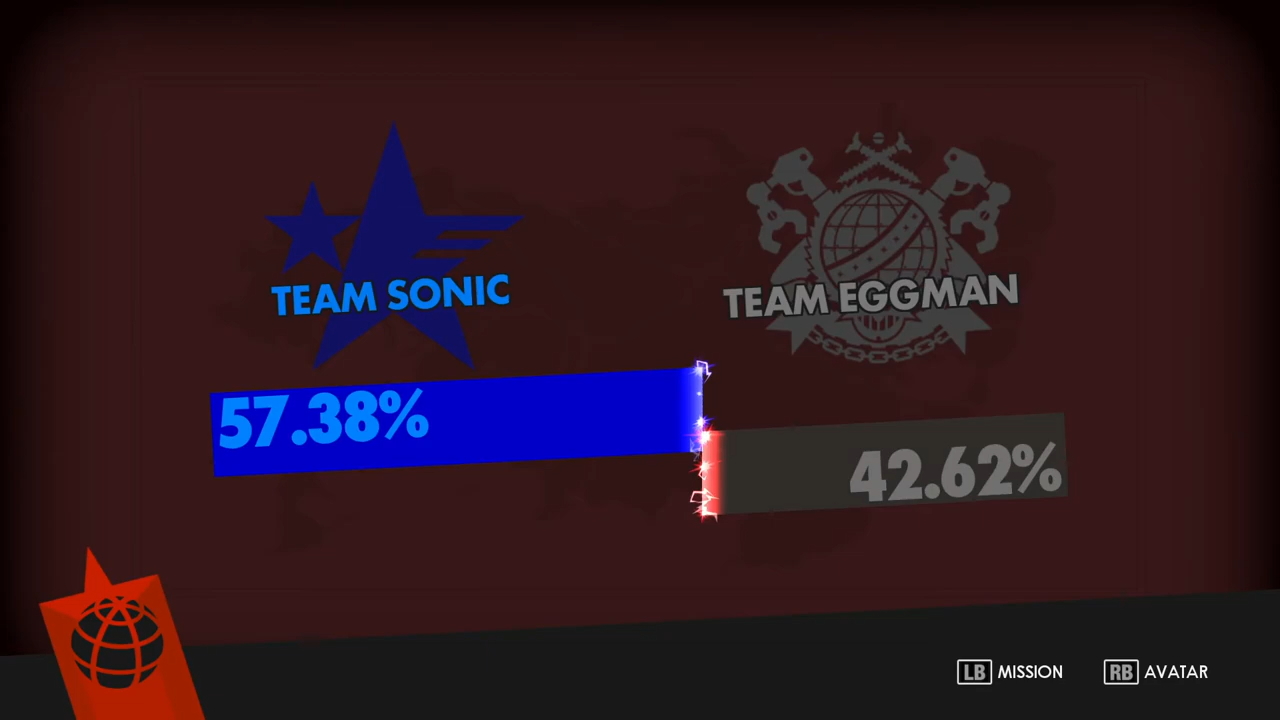 TEAM SONIC
TEAM EGGMAN
57.38%
42.62%
LB MISSION
RB AVATAR